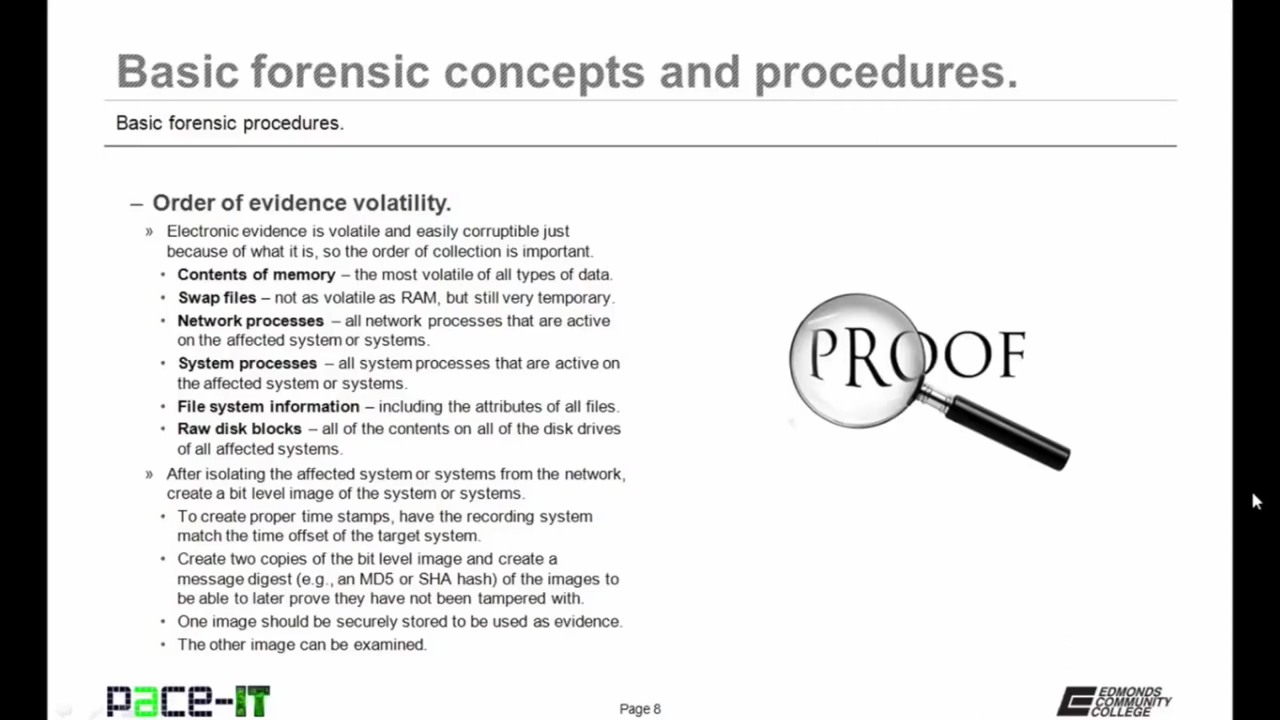 Basic forensic concepts and procedures.
Basic forensic procedures.
– Order of evidence volatility.
» Electronic evidence is volatile and easily corruptible just
because of what it is, so the order of collection is important.
• Contents of memory – the most volatile of all types of data.
• Swap files – not as volatile as RAM, but still very temporary.
• Network processes – all network processes that are active
on the affected system or systems.
• System processes – all system processes that are active on
the affected system or systems.
• File system information – including the attributes of all files.
• Raw disk blocks – all of the contents on all of the disk drives
of all affected systems.
» After isolating the affected system or systems from the network,
create a bit level image of the system or systems.
• To create proper time stamps, have the recording system
match the time offset of the target system.
• Create two copies of the bit level image and create a
message digest (e.g., an MD5 or SHA hash) of the images to
be able to later prove they have not been tampered with.
• One image should be securely stored to be used as evidence.
• The other image can be examined.
PROOF
pace-IT
Page 8
EDMONDS
COMMUNITY
COLLEGE